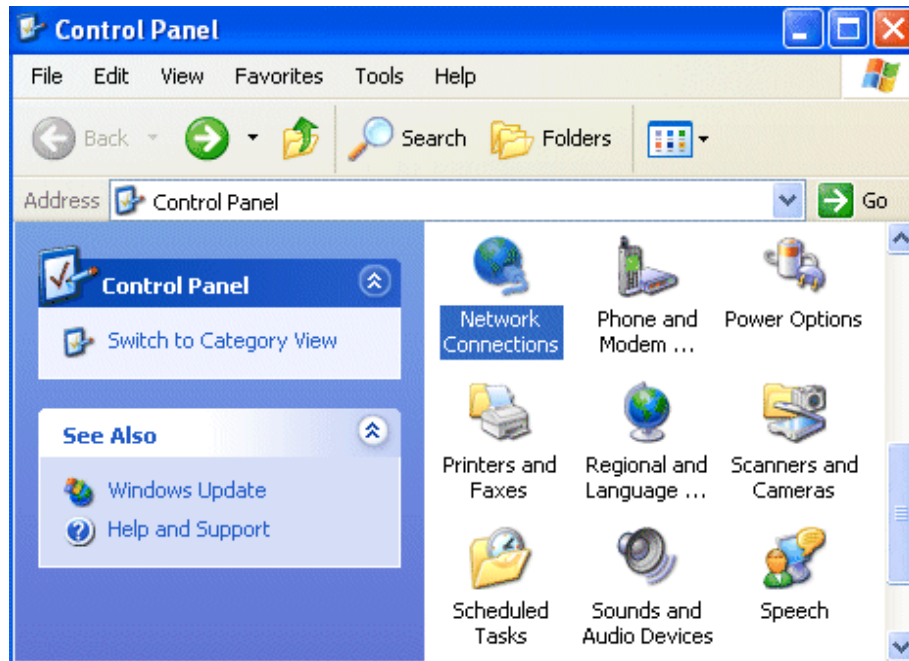 Control Panel
File Edit View Favorites Tools Help
Back Search Folders
Address Control Panel Go
Control Panel
Switch to Category View
See Also
Windows Update
Help and Support
Network
Connections
Phone and
Modem ...
Power Options
Printers and
Faxes
Regional and
Language ...
Scanners and
Cameras
Scheduled
Tasks
Sounds and
Audio Devices
Speech